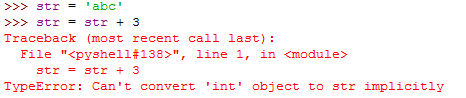 >>> str = 'abc'
>>> str = str + 3
Traceback (most recent call last):
  File "<pyshell#138>", line 1, in <module>
    str = str + 3
TypeError: Can't convert 'int' object to str implicitly